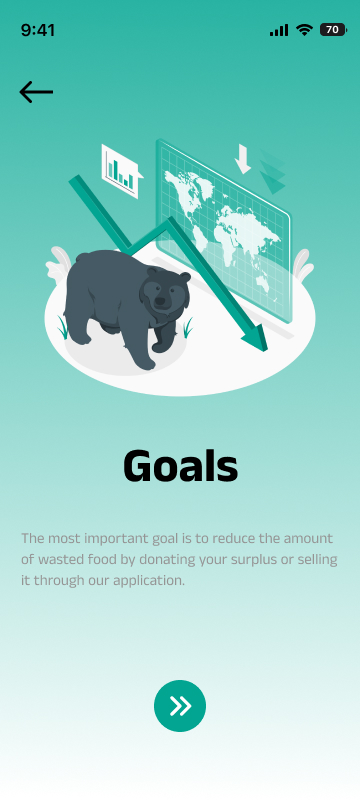 9:41
70
Goals
The most important goal is to reduce the amount
of wasted food by donating your surplus or selling
it through our application.